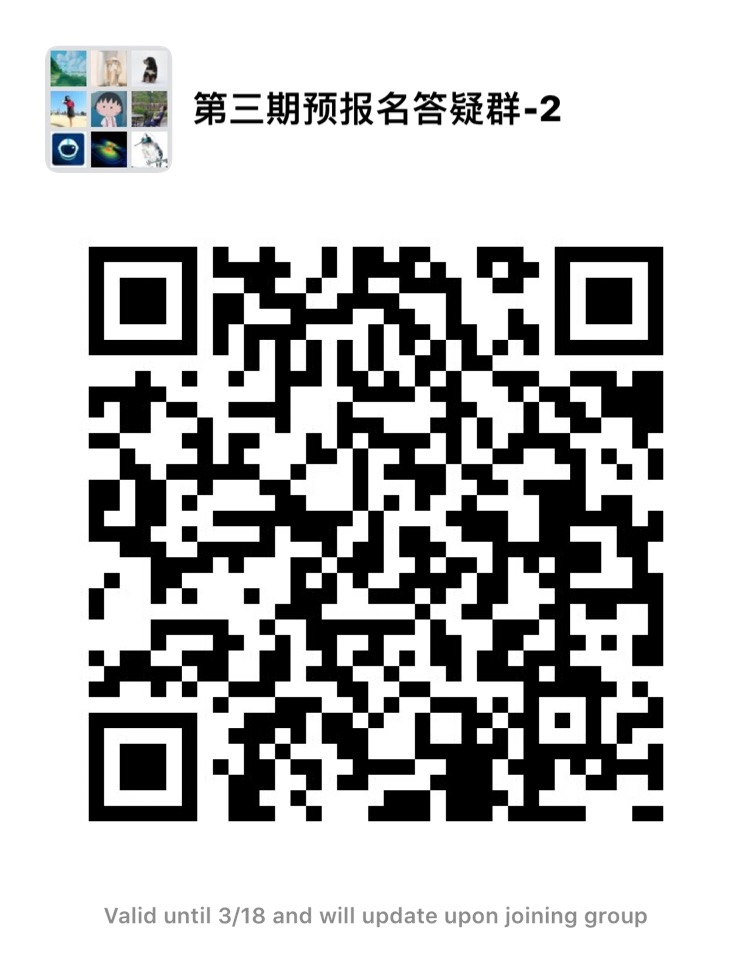 第三期预报名答疑群-2
Valid until 3/18 and will update upon joining group